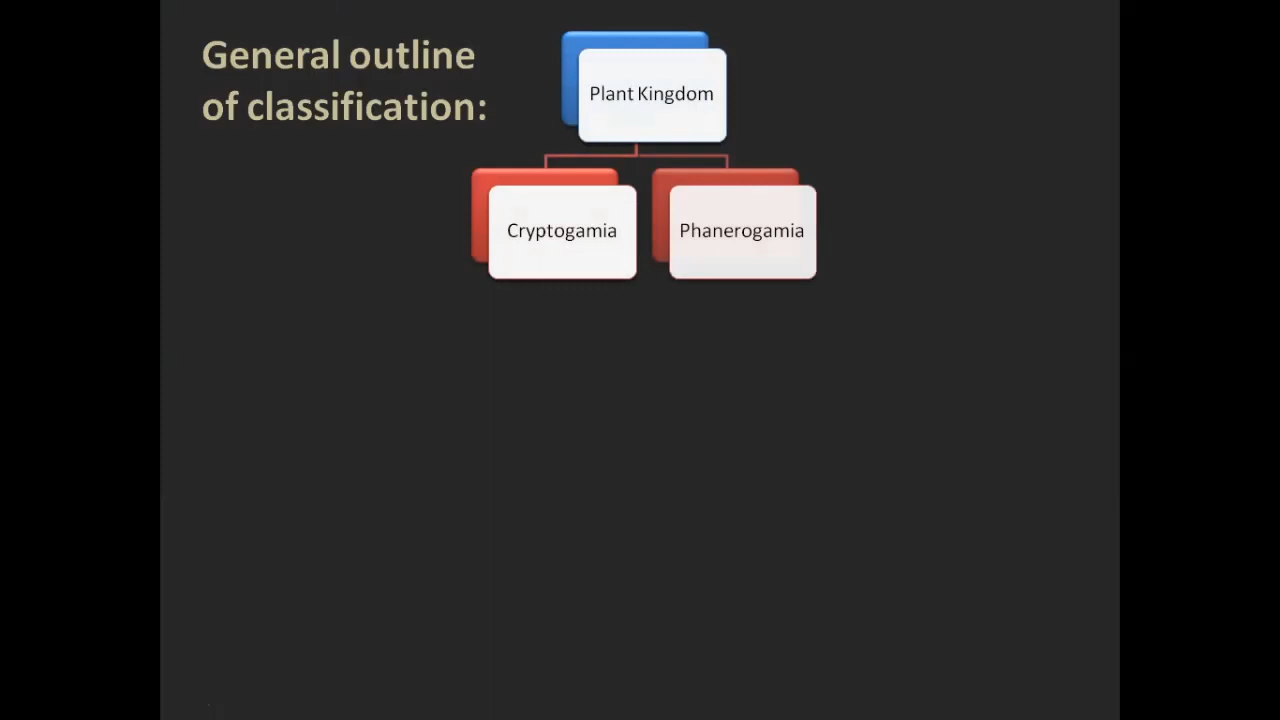 General outline
of classification:
Plant Kingdom
Cryptogamia
Phanerogamia